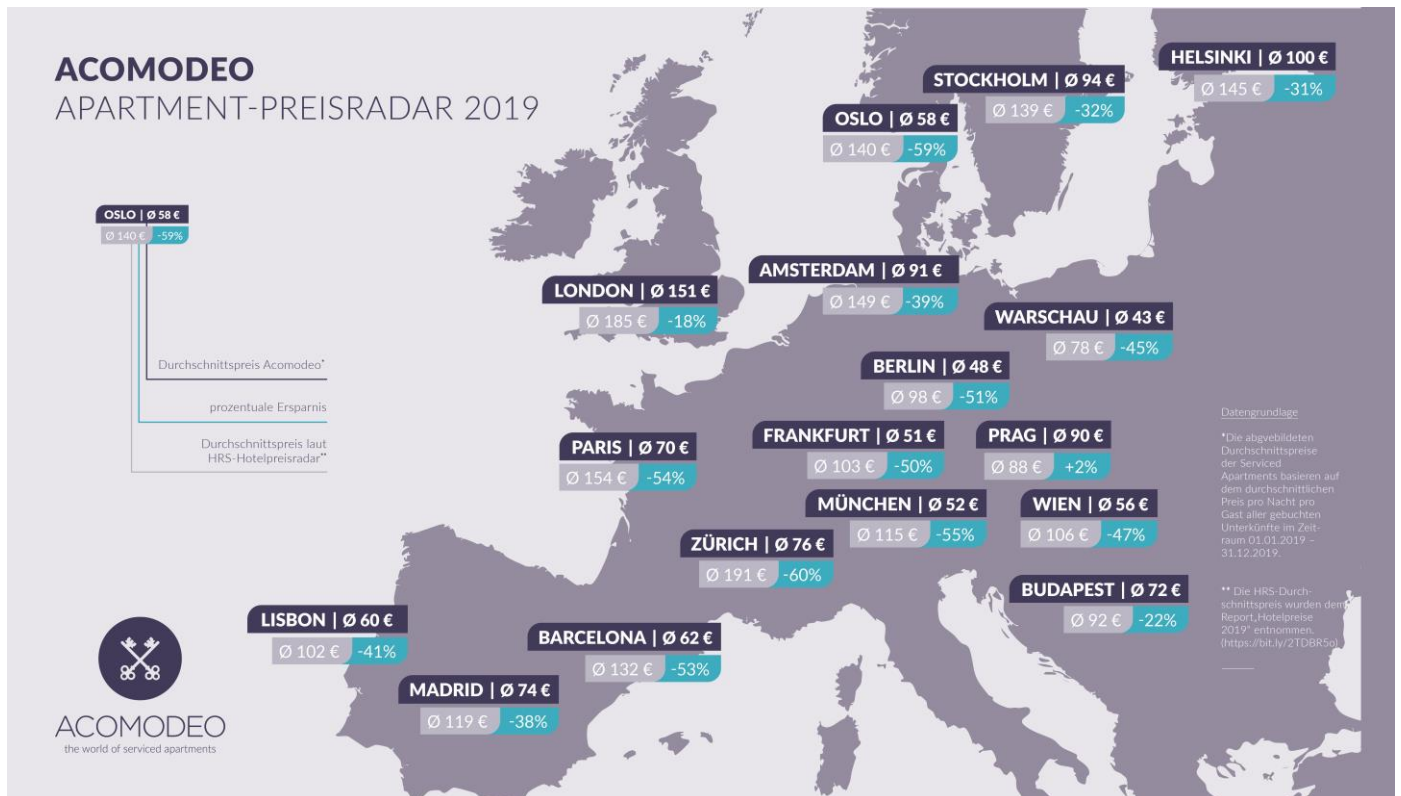 ACOMODEO
APARTMENT-PREISRADAR 2019
OSLO | Ø 58 €
Ø 140 € -59%
Durchschnittspreis Acomodeo*
prozentuale Ersparnis
Durchschnittspreis laut
HRS-Hotelpreisradar**
HELSINKI | Ø 100 €
Ø 145 € -31%
STOCKHOLM | Ø 94 €
Ø 139 € -32%
OSLO | Ø 58 €
Ø 140 € -59%
AMSTERDAM | Ø 91 €
Ø 149 € -39%
LONDON | Ø 151 €
Ø 185 € -18%
WARSCHAU | Ø 43 €
Ø 78 € -45%
BERLIN | Ø 48 €
Ø 98 € -51%
FRANKFURT | Ø 51 €
Ø 103 € -50%
PRAG | Ø 90 €
Ø 88 € +2%
PARIS | Ø 70 €
Ø 154 € -54%
MÜNCHEN | Ø 52 €
Ø 115 € -55%
WIEN | Ø 56 €
Ø 106 € -47%
ZÜRICH | Ø 76 €
Ø 191 € -60%
BUDAPEST | Ø 72 €
Ø 92 € -22%
LISBON | Ø 60 €
Ø 102 € -41%
BARCELONA | Ø 62 €
Ø 132 € -53%
MADRID | Ø 74 €
Ø 119 € -38%
Datengrundlage
*Die abgvebildeten
Durchschnittspreise
der Serviced
Apartments basieren auf
dem durchschnittlichen
Preis pro Nacht pro
Gast aller gebuchten
Unterkünfte im Zeit-
raum 01.01.2019 –
31.12.2019.
** Die HRS-Durch-
schnittspreis wurden dem
Report „Hotelpreise
2019" entnommen.
(https://bit.ly/2TDBR5o)
ACOMODEO
the world of serviced apartments